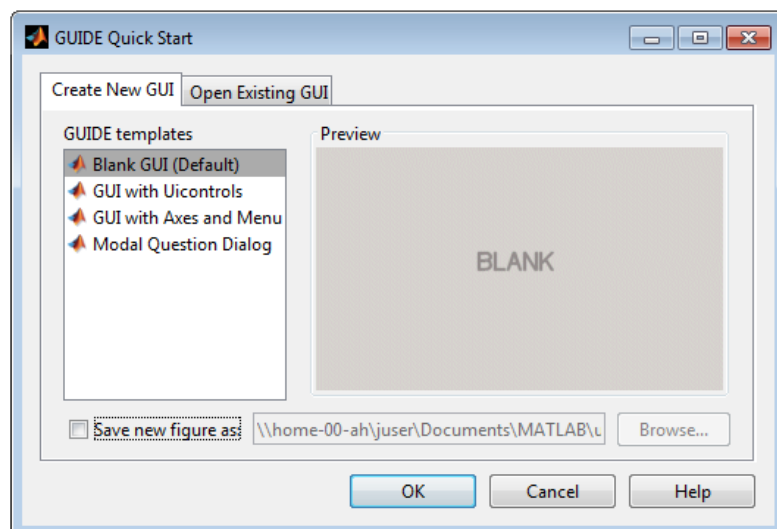 GUIDE Quick Start
Create New GUI
Open Existing GUI
GUIDE templates
Blank GUI (Default)
GUI with Uicontrols
GUI with Axes and Menu
Modal Question Dialog
Preview
BLANK
Save new figure as:
\\home-00-ah\juser\Documents\MATLAB\u
Browse...
OK
Cancel
Help